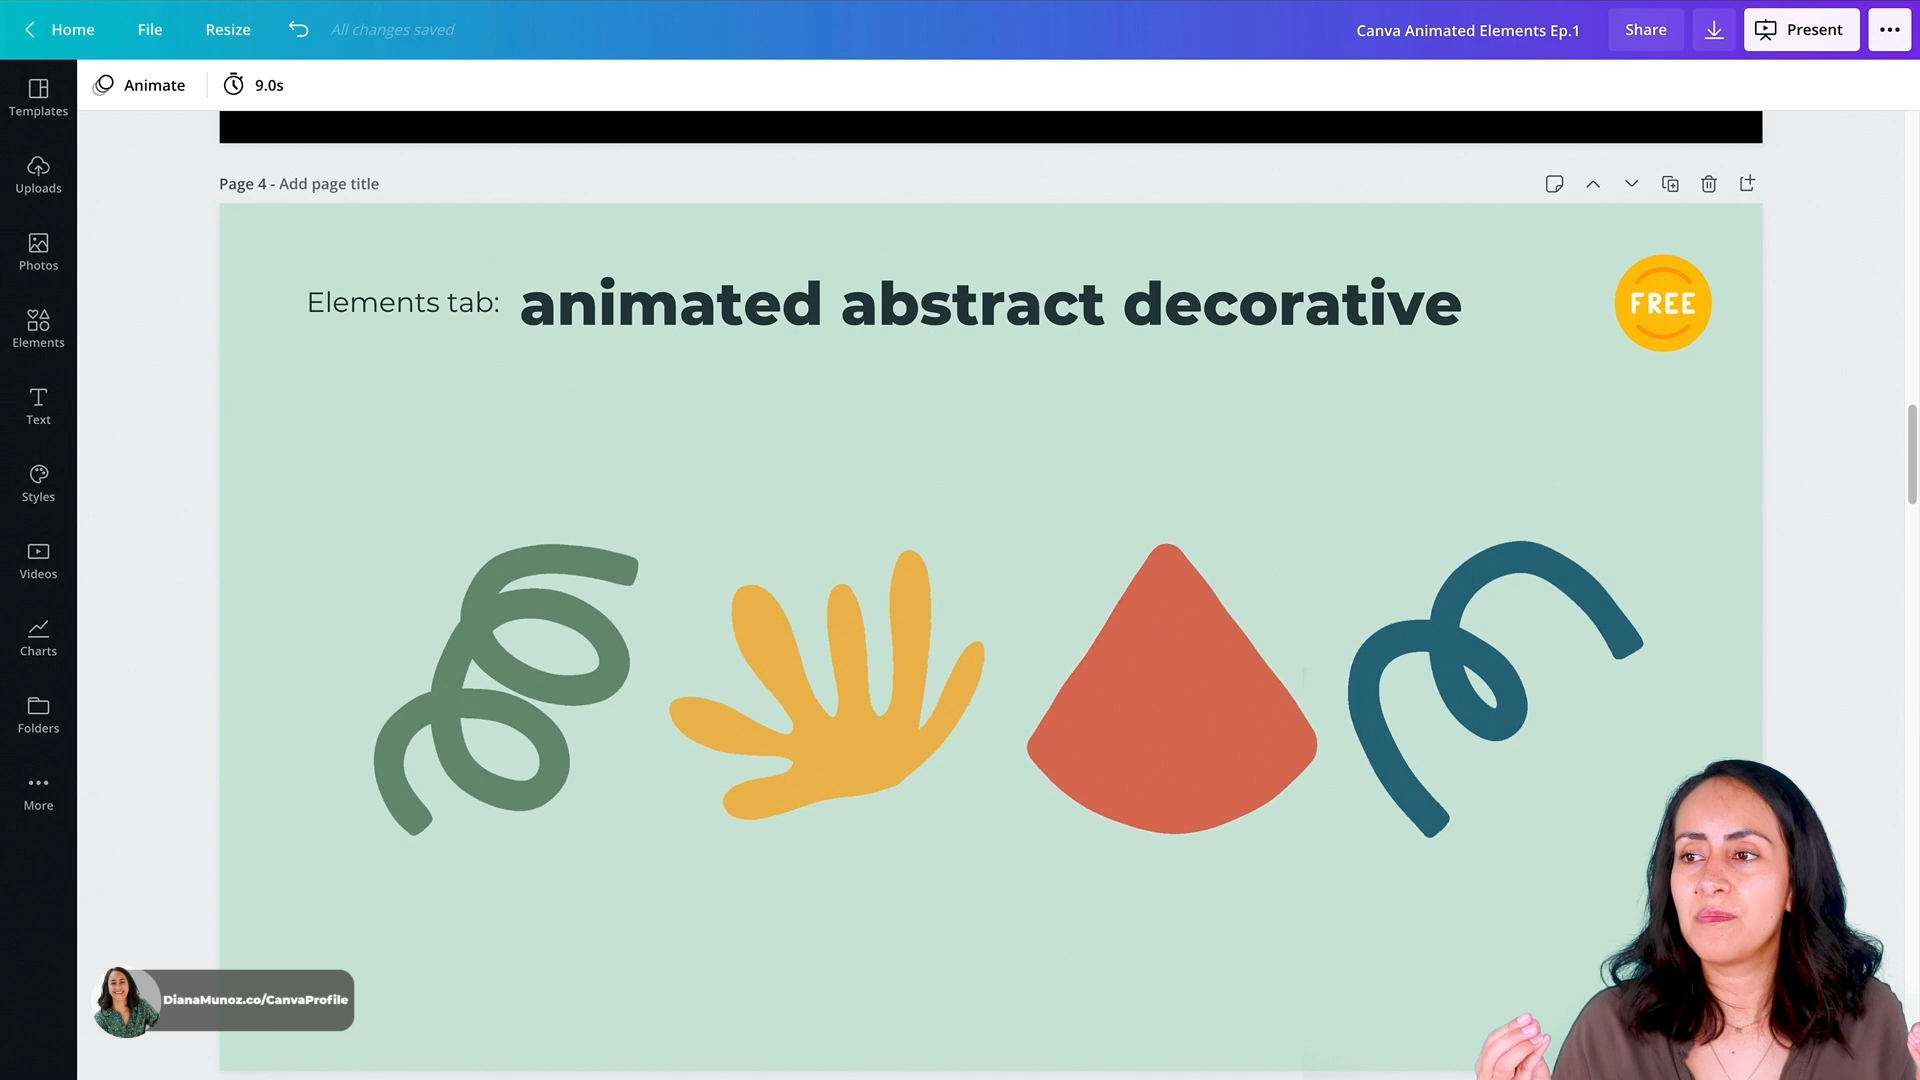 Home
File
Resize
All changes saved
Canva Animated Elements Ep.1
Share
Present
Animate
9.0s
Templates
Uploads
Photos
Elements
Text
Styles
Videos
Charts
Folders
More
Page 4 - Add page title
Elements tab: animated abstract decorative
FREE
DianaMunoz.co/CanvaProfile